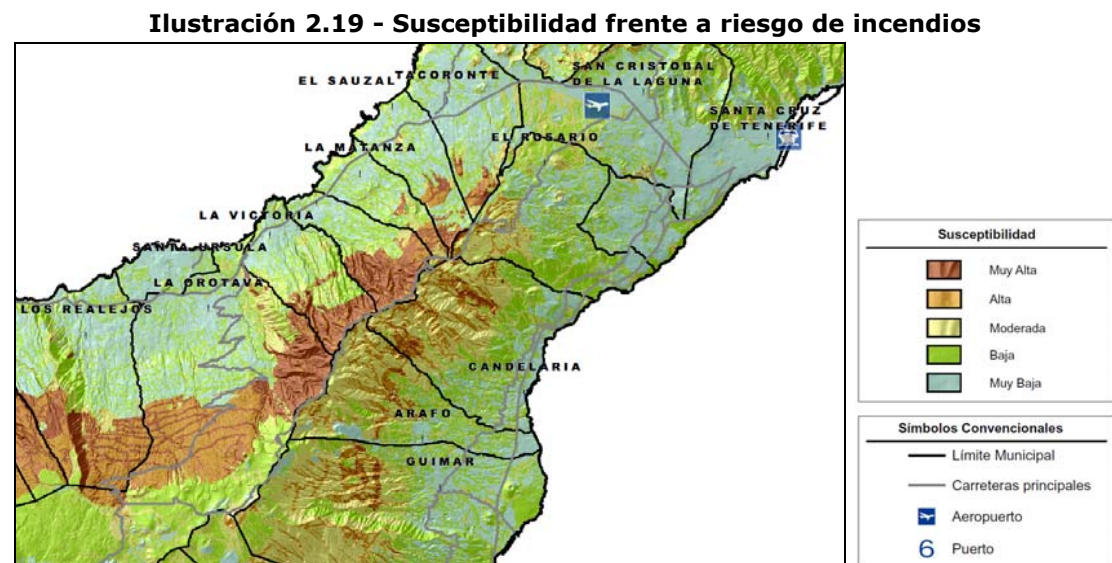 Ilustración 2.19 - Susceptibilidad frente a riesgo de incendios
SAN CRISTOBAL
DE LA LAGUNA
TACORONTE
EL SAUZAL
SANTA CRUZ
DE TENERIFE
EL ROSARIO
LA MATANZA
LA VICTORIA
SANTA URSULA
LA OROTAVA
LOS REALEJOS
CANDELARIA
ARAFO
GUIMAR
Susceptibilidad
Muy Alta
Alta
Moderada
Baja
Muy Baja
Símbolos Convencionales
Límite Municipal
Carreteras principales
Aeropuerto
6 Puerto